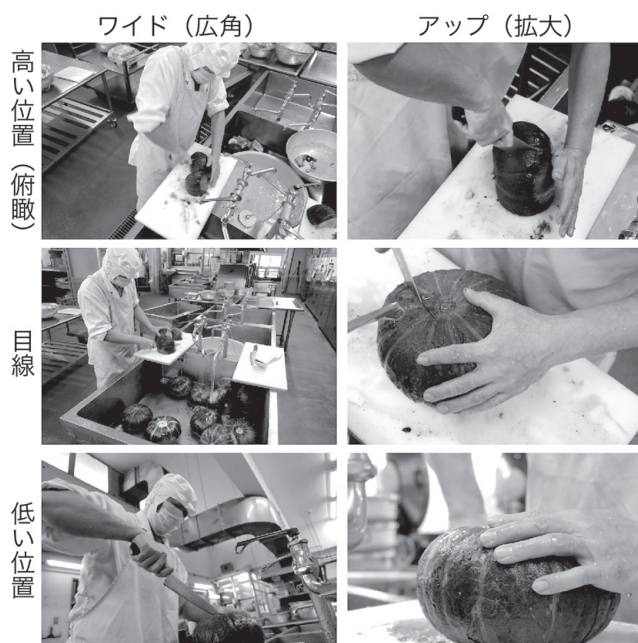 ワイド（広角）
アップ（拡大）
高い位置（俯瞰）
目線
低い位置